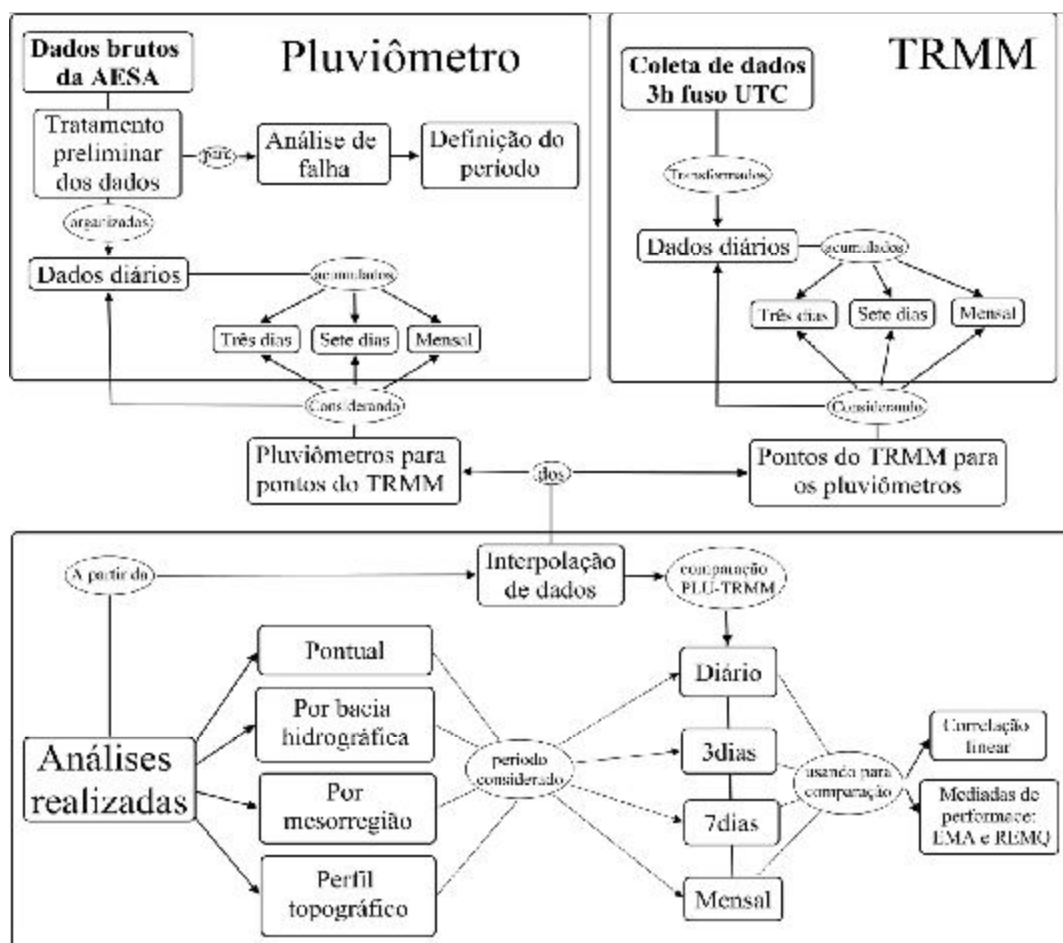 Pluviômetro
Dados brutos
da AESA
Tratamento
preliminar
dos dados
para
Análise de
falha
Definição do
período
organizadas
Dados diários
acumulados
Três dias
Sete dias
Mensal
Considerando
Pluviômetros para
pontos do TRMM
TRMM
Coleta de dados
3h fuso UTC
Transformados
Dados diários
acumulados
Três dias
Sete dias
Mensal
Considerando
Pontos do TRMM para
os pluviômetros
dos
A partir da
Interpolação
de dados
comparação
PLU-TRMM
Análises
realizadas
Pontual
Por bacia
hidrográfica
Por
mesorregião
Perfil
topográfico
período
considerado
Diário
3dias
7dias
Mensal
usando para
comparação
Correlação
linear
Mediadas de
performace:
EMA e REMQ